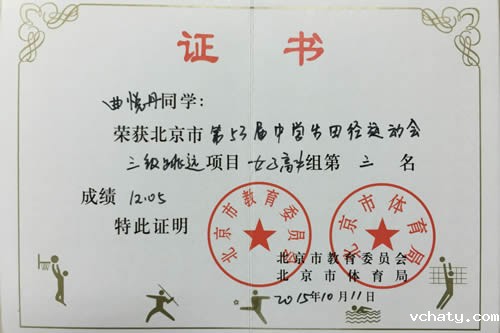 证 书
曲悦丹同学:
荣获北京市第53届中学生田径运动会
三级跳远项目女子高中组第三名
成绩 12.05
特此证明
北京市教育委员会
北京市体育局
北京市教育委员会
北京市体育局
2015年10月11日
vchaty.com